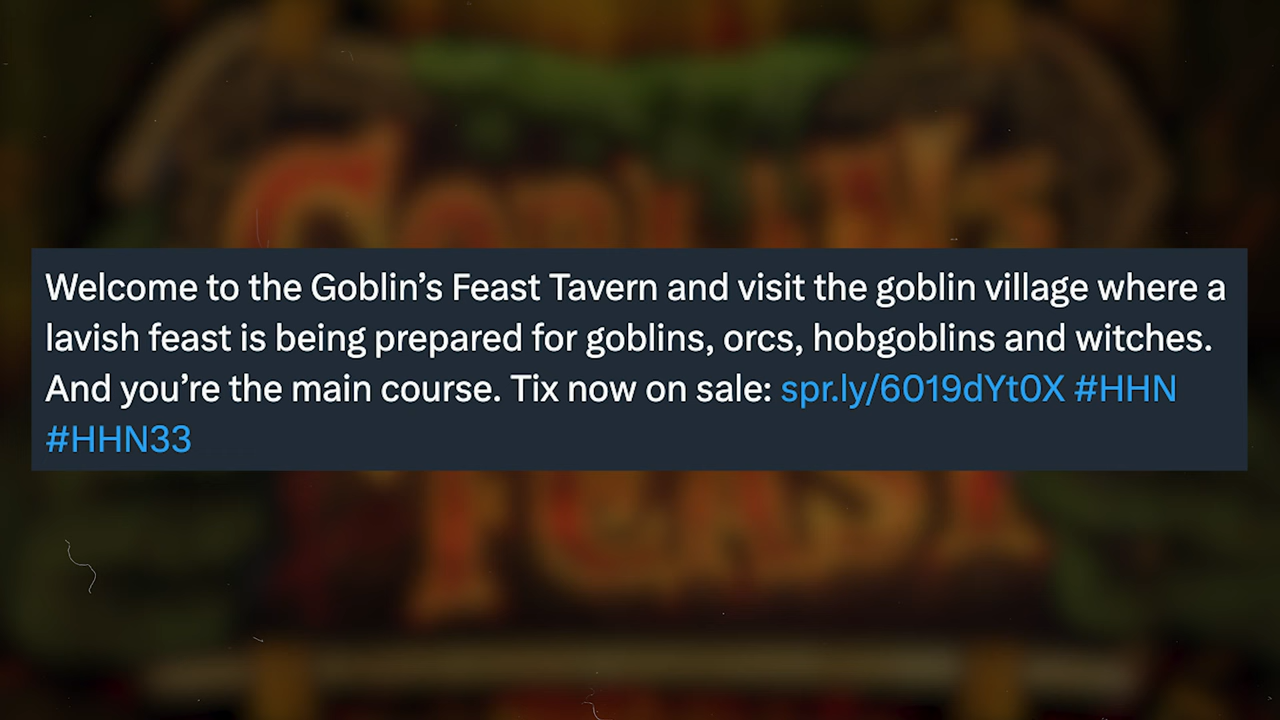 GOBLIN'S
Welcome to the Goblin’s Feast Tavern and visit the goblin village where a
lavish feast is being prepared for goblins, orcs, hobgoblins and witches.
And you’re the main course. Tix now on sale: spr.ly/6019dYt0X #HHN
#HHN33
FEAST